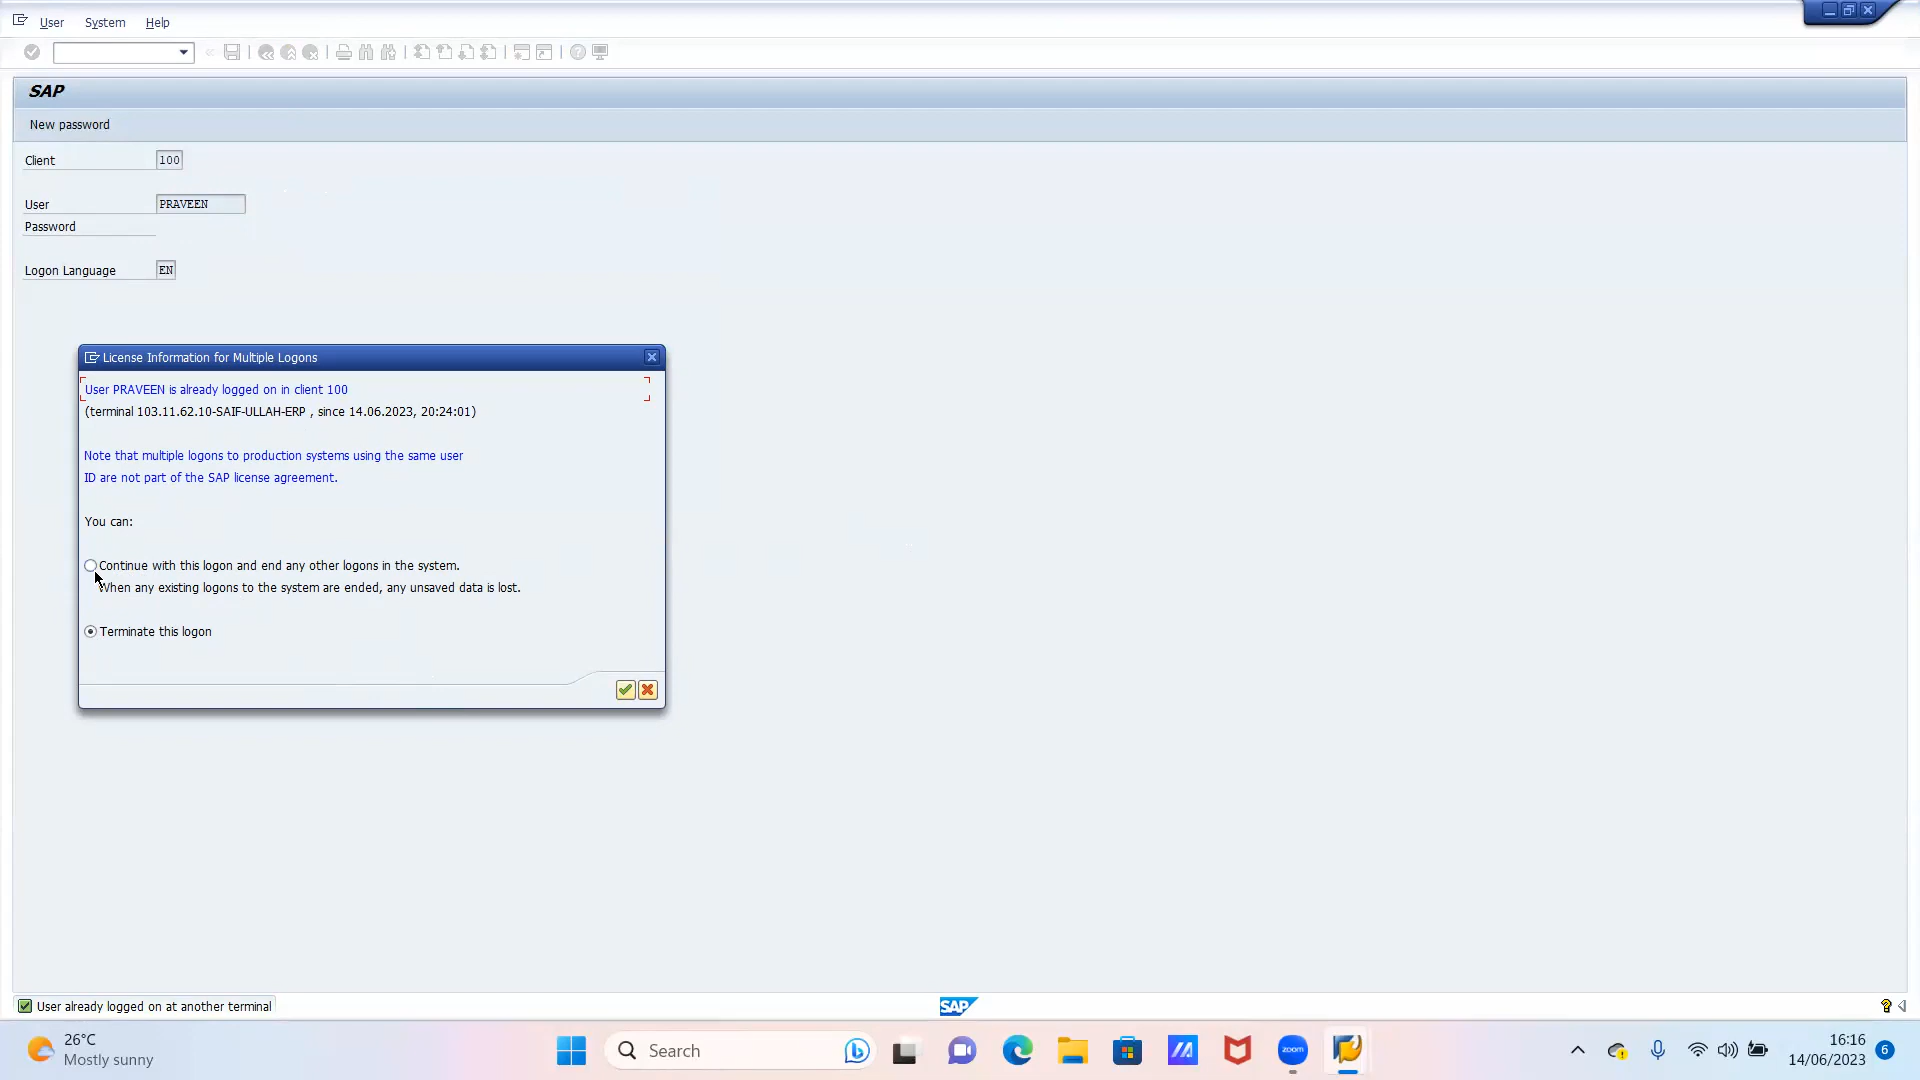 User System Help
SAP
New password
Client 100
User PRAVEEN
Password
Logon Language EN
License Information for Multiple Logons
User PRAVEEN is already logged on in client 100
(terminal 103.11.62.10-SAIF-ULLAH-ERP , since 14.06.2023, 20:24:01)
Note that multiple logons to production systems using the same user
ID are not part of the SAP license agreement.
You can:
Continue with this logon and end any other logons in the system.
When any existing logons to the system are ended, any unsaved data is lost.
Terminate this logon
User already logged on at another terminal
SAP
26°C
Mostly sunny
Search
zoom
16:16
14/06/2023
6